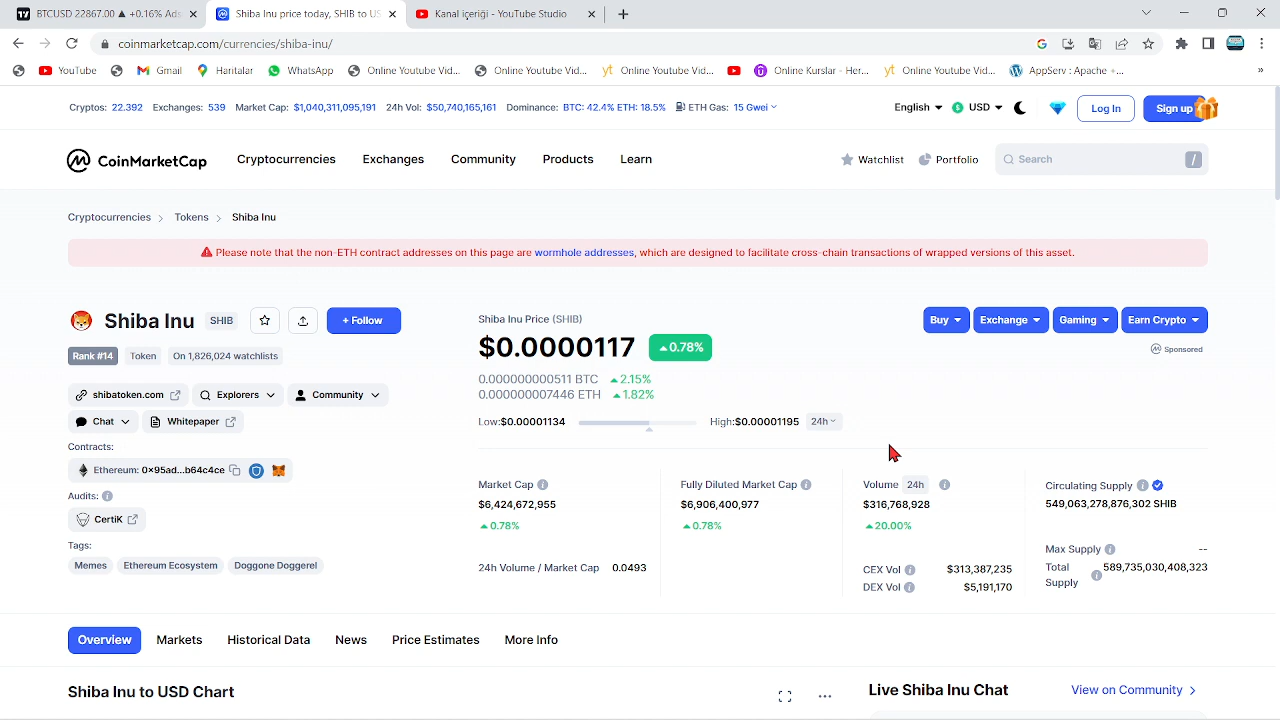 BTCUSD 22867.00 ▲ +0.16% Ads
Shiba Inu price today, SHIB to US
Kanal içeriği - YouTube Studio
coinmarketcap.com/currencies/shiba-inu/
YouTube
Gmail
Haritalar
WhatsApp
Online Youtube Vid...
Online Youtube Vid...
Online Youtube Vid...
Online Kurslar - Her...
Online Youtube Vid...
AppServ : Apache +...
»
Cryptos: 22.392 Exchanges: 539 Market Cap: $1,040,311,095,191 24h Vol: $50,740,165,161 Dominance: BTC: 42.4% ETH: 18.5% ETH Gas: 15 Gwei
English USD Log In Sign up
CoinMarketCap Cryptocurrencies Exchanges Community Products Learn
Watchlist Portfolio Search /
Cryptocurrencies > Tokens > Shiba Inu
Please note that the non-ETH contract addresses on this page are wormhole addresses, which are designed to facilitate cross-chain transactions of wrapped versions of this asset.
Shiba Inu SHIB + Follow
Rank #14 Token On 1,826,024 watchlists
shibatoken.com Explorers Community
Chat Whitepaper
Contracts:
Ethereum: 0x95ad...b64c4ce
Audits:
CertiK
Tags:
Memes Ethereum Ecosystem Doggone Doggerel
Shiba Inu Price (SHIB)
$0.0000117 ▲0.78%
0.000000000511 BTC ▲2.15%
0.000000007446 ETH ▲1.82%
Low:$0.00001134 High:$0.00001195 24h
Buy Exchange Gaming Earn Crypto
Sponsored
Market Cap
$6,424,672,955
▲0.78%
24h Volume / Market Cap 0.0493
Fully Diluted Market Cap
$6,906,400,977
▲0.78%
Volume 24h
$316,768,928
▲20.00%
CEX Vol $313,387,235
DEX Vol $5,191,170
Circulating Supply
549,063,278,876,302 SHIB
Max Supply --
Total Supply 589,735,030,408,323
Overview Markets Historical Data News Price Estimates More Info
Shiba Inu to USD Chart
Live Shiba Inu Chat View on Community >